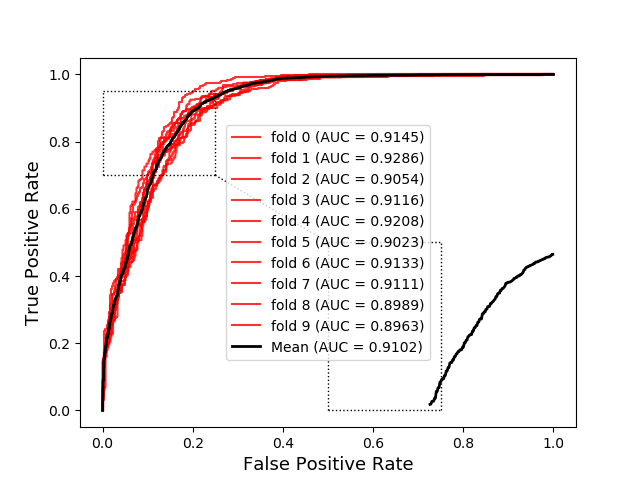 1.0
0.8
0.6
0.4
0.2
0.0
True Positive Rate
fold 0 (AUC = 0.9145)
fold 1 (AUC = 0.9286)
fold 2 (AUC = 0.9054)
fold 3 (AUC = 0.9116)
fold 4 (AUC = 0.9208)
fold 5 (AUC = 0.9023)
fold 6 (AUC = 0.9133)
fold 7 (AUC = 0.9111)
fold 8 (AUC = 0.8989)
fold 9 (AUC = 0.8963)
Mean (AUC = 0.9102)
0.0 0.2 0.4 0.6 0.8 1.0
False Positive Rate